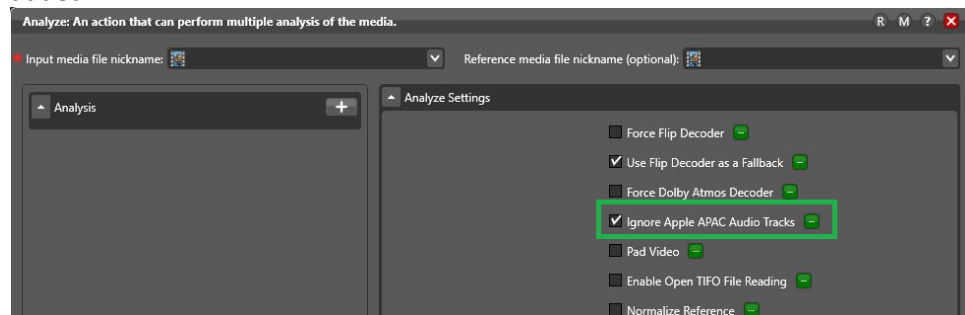 Analyze: An action that can perform multiple analysis of the media.
R M ?
Input media file nickname:
Reference media file nickname (optional):
Analysis
Analyze Settings
Force Flip Decoder
Use Flip Decoder as a Fallback
Force Dolby Atmos Decoder
Ignore Apple APAC Audio Tracks
Pad Video
Enable Open TIFO File Reading
Normalize Reference